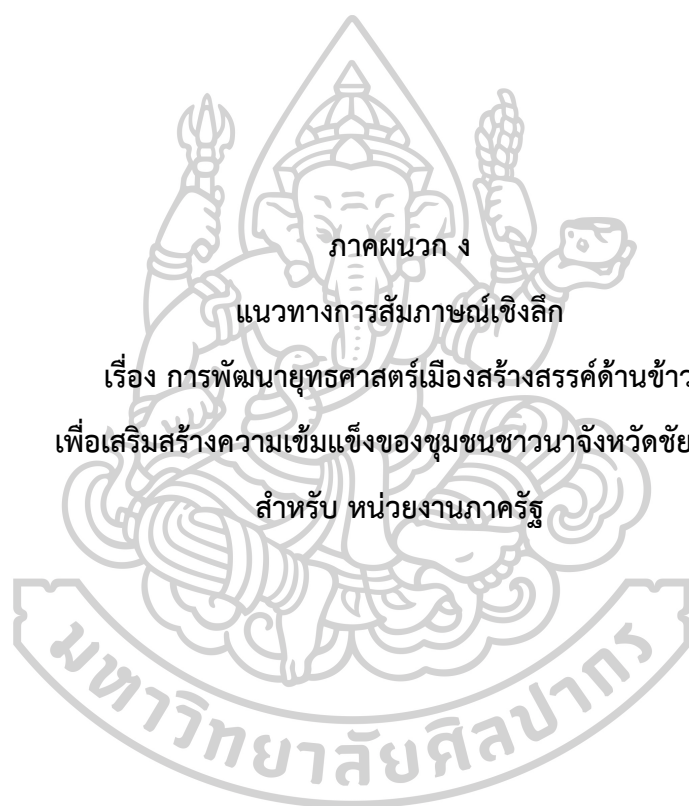 ภาคผนวก ง
แนวทางการสัมภาษณ์เชิงลึก
เรื่อง การพัฒนายุทธศาสตร์เมืองสร้างสรรค์ด้านข้าว
เพื่อเสริมสร้างความเข้มแข็งของชุมชนชาวนาจังหวัดชัย
สำหรับ หน่วยงานภาครัฐ
มหาวิทยาลัยศิลปากร